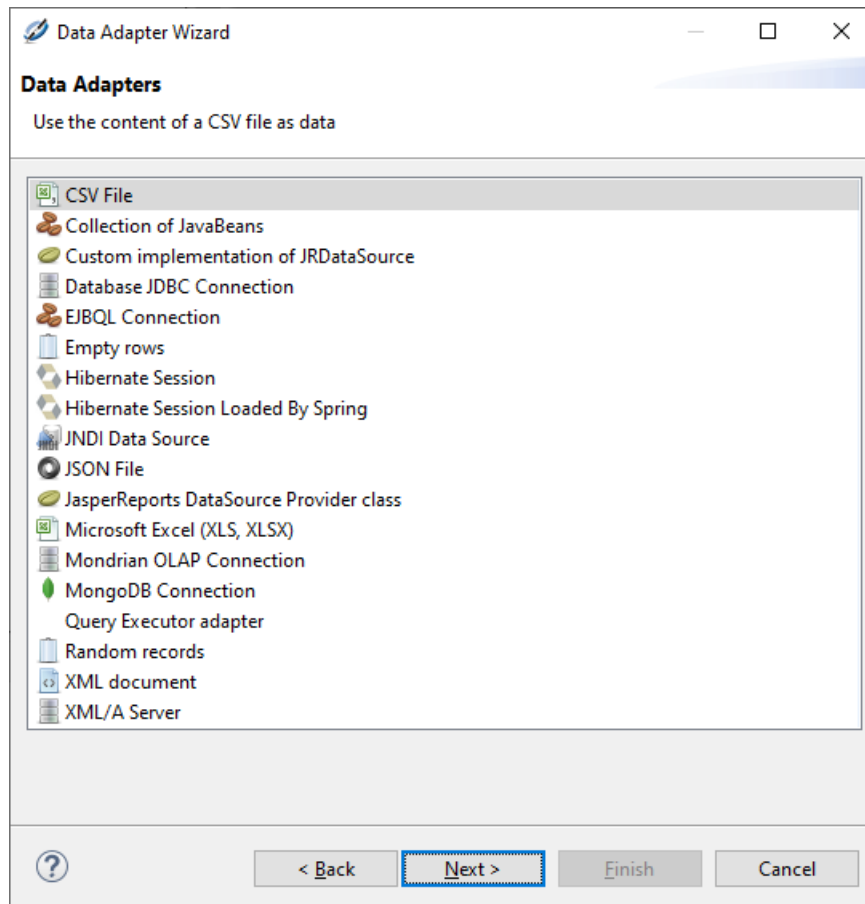 Data Adapter Wizard
Data Adapters
Use the content of a CSV file as data
CSV File
Collection of JavaBeans
Custom implementation of JRDataSource
Database JDBC Connection
EJBQL Connection
Empty rows
Hibernate Session
Hibernate Session Loaded By Spring
JNDI Data Source
JSON File
JasperReports DataSource Provider class
Microsoft Excel (XLS, XLSX)
Mondrian OLAP Connection
MongoDB Connection
Query Executor adapter
Random records
XML document
XML/A Server
? < Back Next > Finish Cancel